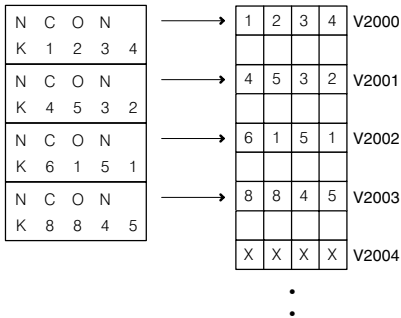 N C O N
K 1 2 3 4
N C O N
K 4 5 3 2
N C O N
K 6 1 5 1
N C O N
K 8 8 4 5
1 2 3 4 V2000
4 5 3 2 V2001
6 1 5 1 V2002
8 8 4 5 V2003
X X X X V2004